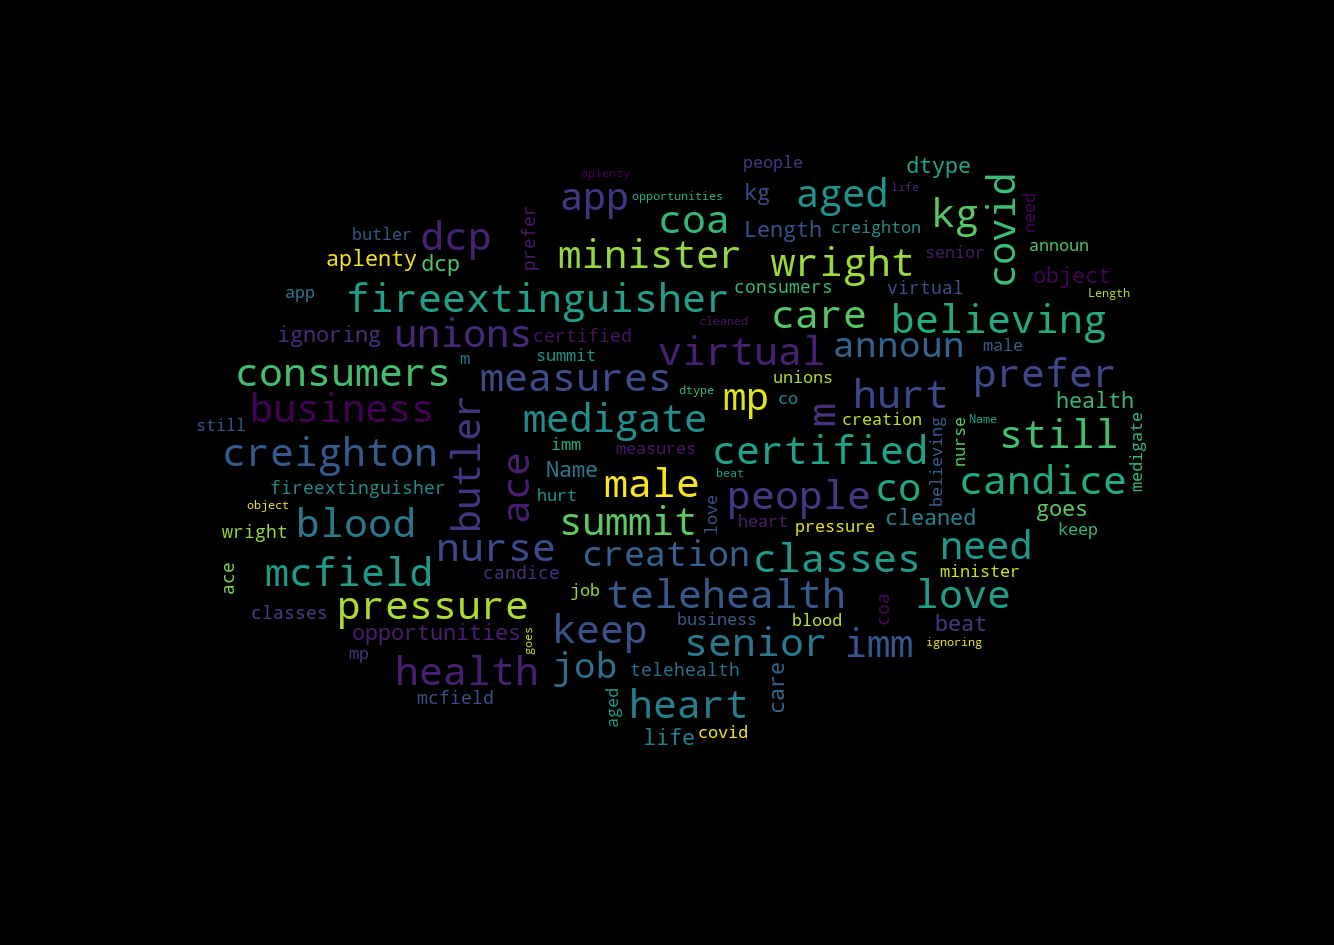 people
dtype
aplenty
app
opportunities
kg
aged
life
covid
need
kg
coa
Length
creighton
butler
dcp
prefer
minister
wright
senior
announ
aplenty
dcp
object
app
fireextinguisher
consumers
virtual
Length
ignoring
unions
certified
cleaned
care
believing
m
summit
virtual
announ
male
consumers
measures
dtype
unions
prefer
business
mp
co
hurt
health
still
butler
medigate
m
creation
Name
still
medigate
creighton
imm
measures
certified
believing
nurse
fireextinguisher
ace
Name
male
beat
candice
object
hurt
people
co
goes
wright
blood
summit
love
heart
pressure
cleaned
keep
nurse
creation
classes
need
mcfield
candice
minister
ace
job
telehealth
love
classes
pressure
business
blood
coa
beat
opportunities
goes
keep
senior
imm
ignoring
mp
health
job
telehealth
care
mcfield
aged
heart
life
covid